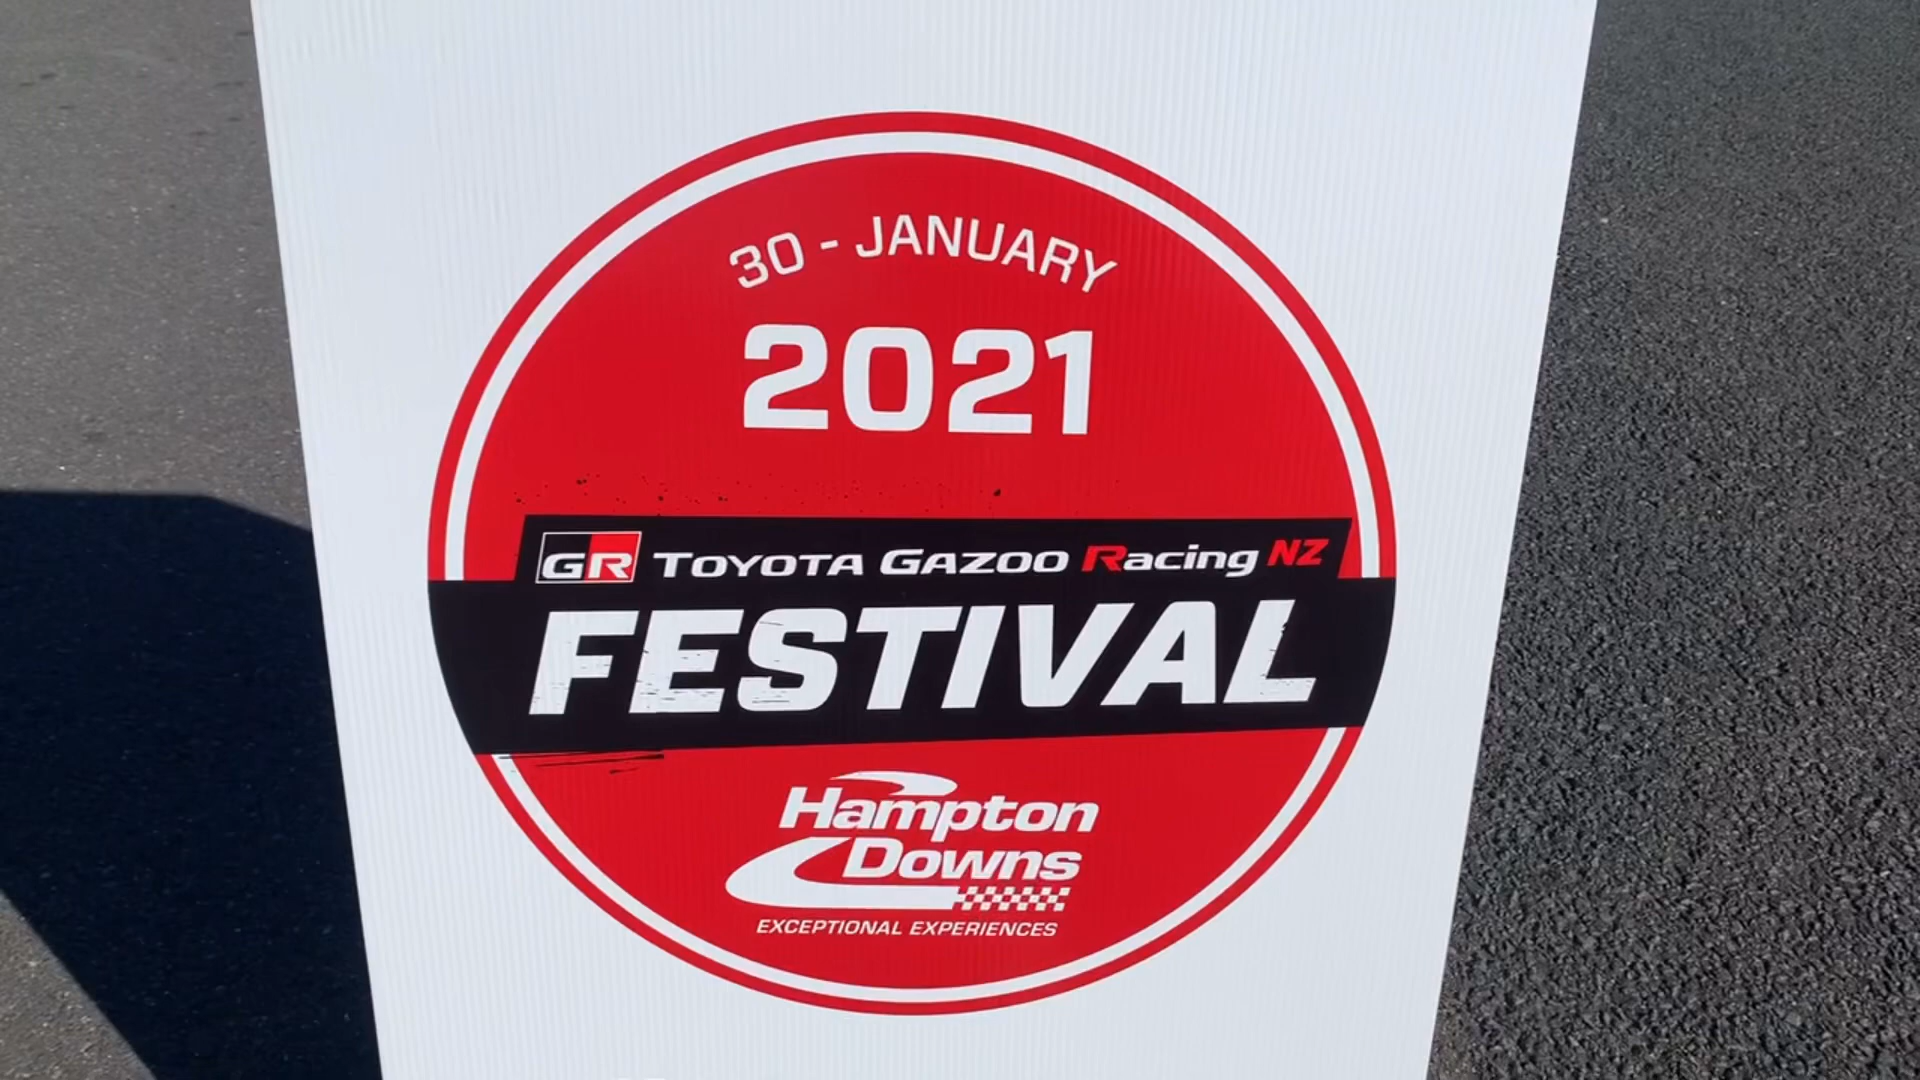 30 - JANUARY
2021
GR TOYOTA GAZOO Racing NZ
FESTIVAL
Hampton
Downs
EXCEPTIONAL EXPERIENCES